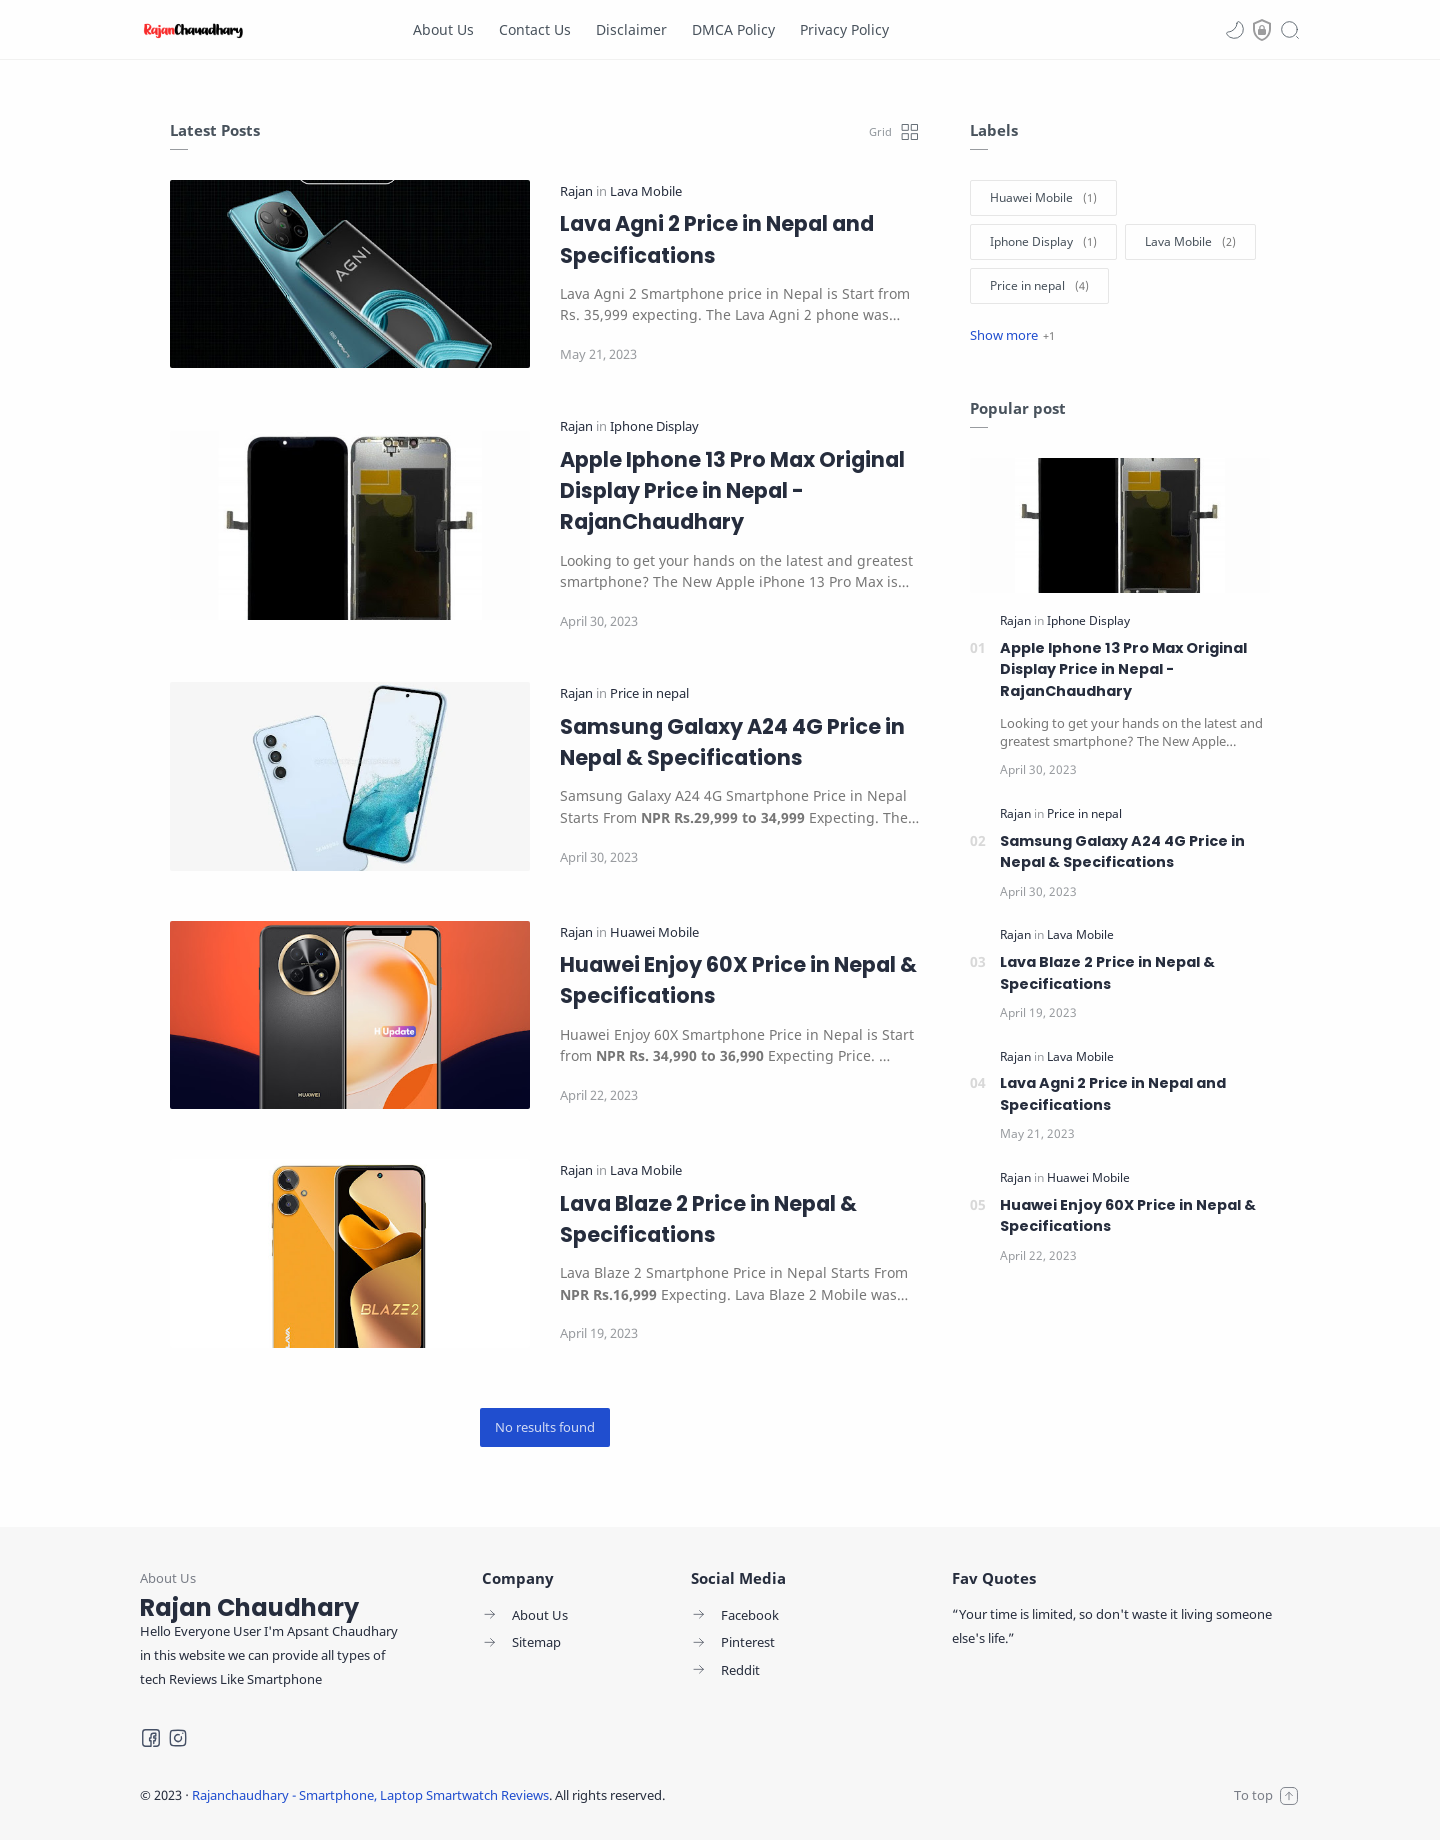 RajanChauadhary
About Us
Contact Us
Disclaimer
DMCA Policy
Privacy Policy
Latest Posts
Grid
AGNI
Rajan in Lava Mobile
Lava Agni 2 Price in Nepal and
Specifications
Lava Agni 2 Smartphone price in Nepal is Start from
Rs. 35,999 expecting. The Lava Agni 2 phone was...
May 21, 2023
Rajan in Iphone Display
Apple Iphone 13 Pro Max Original
Display Price in Nepal -
RajanChaudhary
Looking to get your hands on the latest and greatest
smartphone? The New Apple iPhone 13 Pro Max is...
April 30, 2023
Rajan in Price in nepal
Samsung Galaxy A24 4G Price in
Nepal & Specifications
Samsung Galaxy A24 4G Smartphone Price in Nepal
Starts From NPR Rs.29,999 to 34,999 Expecting. The...
April 30, 2023
H Update
HUAWEI
Rajan in Huawei Mobile
Huawei Enjoy 60X Price in Nepal &
Specifications
Huawei Enjoy 60X Smartphone Price in Nepal is Start
from NPR Rs. 34,990 to 36,990 Expecting Price. ...
April 22, 2023
BLAZE2
LAVA
Rajan in Lava Mobile
Lava Blaze 2 Price in Nepal &
Specifications
Lava Blaze 2 Smartphone Price in Nepal Starts From
NPR Rs.16,999 Expecting. Lava Blaze 2 Mobile was...
April 19, 2023
No results found
Labels
Huawei Mobile (1)
Iphone Display (1)
Lava Mobile (2)
Price in nepal (4)
Show more +1
Popular post
Rajan in Iphone Display
01
Apple Iphone 13 Pro Max Original
Display Price in Nepal -
RajanChaudhary
Looking to get your hands on the latest and
greatest smartphone? The New Apple...
April 30, 2023
Rajan in Price in nepal
02
Samsung Galaxy A24 4G Price in
Nepal & Specifications
April 30, 2023
Rajan in Lava Mobile
03
Lava Blaze 2 Price in Nepal &
Specifications
April 19, 2023
Rajan in Lava Mobile
04
Lava Agni 2 Price in Nepal and
Specifications
May 21, 2023
Rajan in Huawei Mobile
05
Huawei Enjoy 60X Price in Nepal &
Specifications
April 22, 2023
About Us
Rajan Chaudhary
Hello Everyone User I'm Apsant Chaudhary
in this website we can provide all types of
tech Reviews Like Smartphone
Company
About Us
Sitemap
Social Media
Facebook
Pinterest
Reddit
Fav Quotes
“Your time is limited, so don't waste it living someone
else's life.”
© 2023 · Rajanchaudhary - Smartphone, Laptop Smartwatch Reviews. All rights reserved.
To top